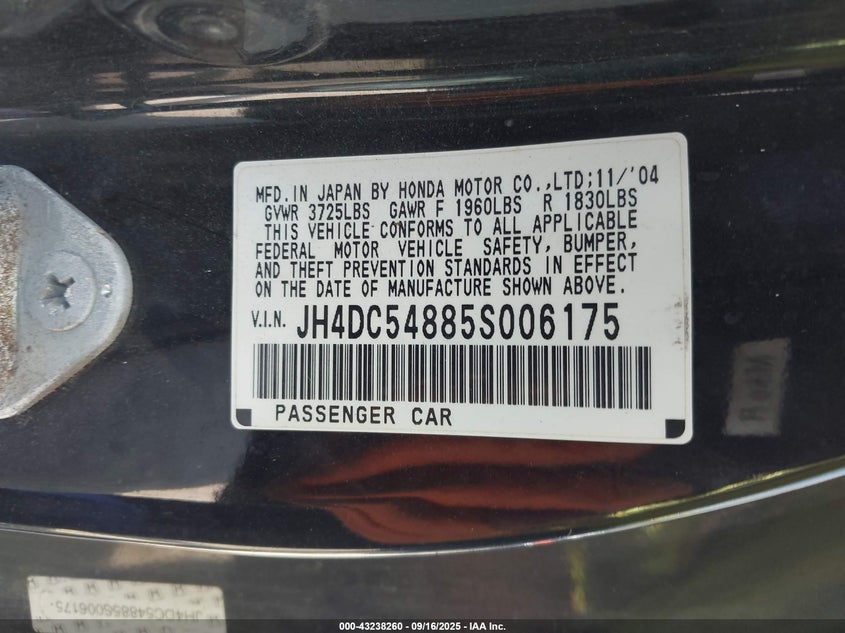 MFD. IN JAPAN BY HONDA MOTOR CO.,LTD;11/'04
GVWR 3725LBS GAWR F 1960LBS R 1830LBS
THIS VEHICLE CONFORMS TO ALL APPLICABLE
FEDERAL MOTOR VEHICLE SAFETY, BUMPER,
AND THEFT PREVENTION STANDARDS IN EFFECT
ON THE DATE OF MANUFACTURE SHOWN ABOVE.
V.I.N. JH4DC54885S006175
PASSENGER CAR
JH4DC54885S006175
000-43238260 - 09/16/2025 - IAA Inc.